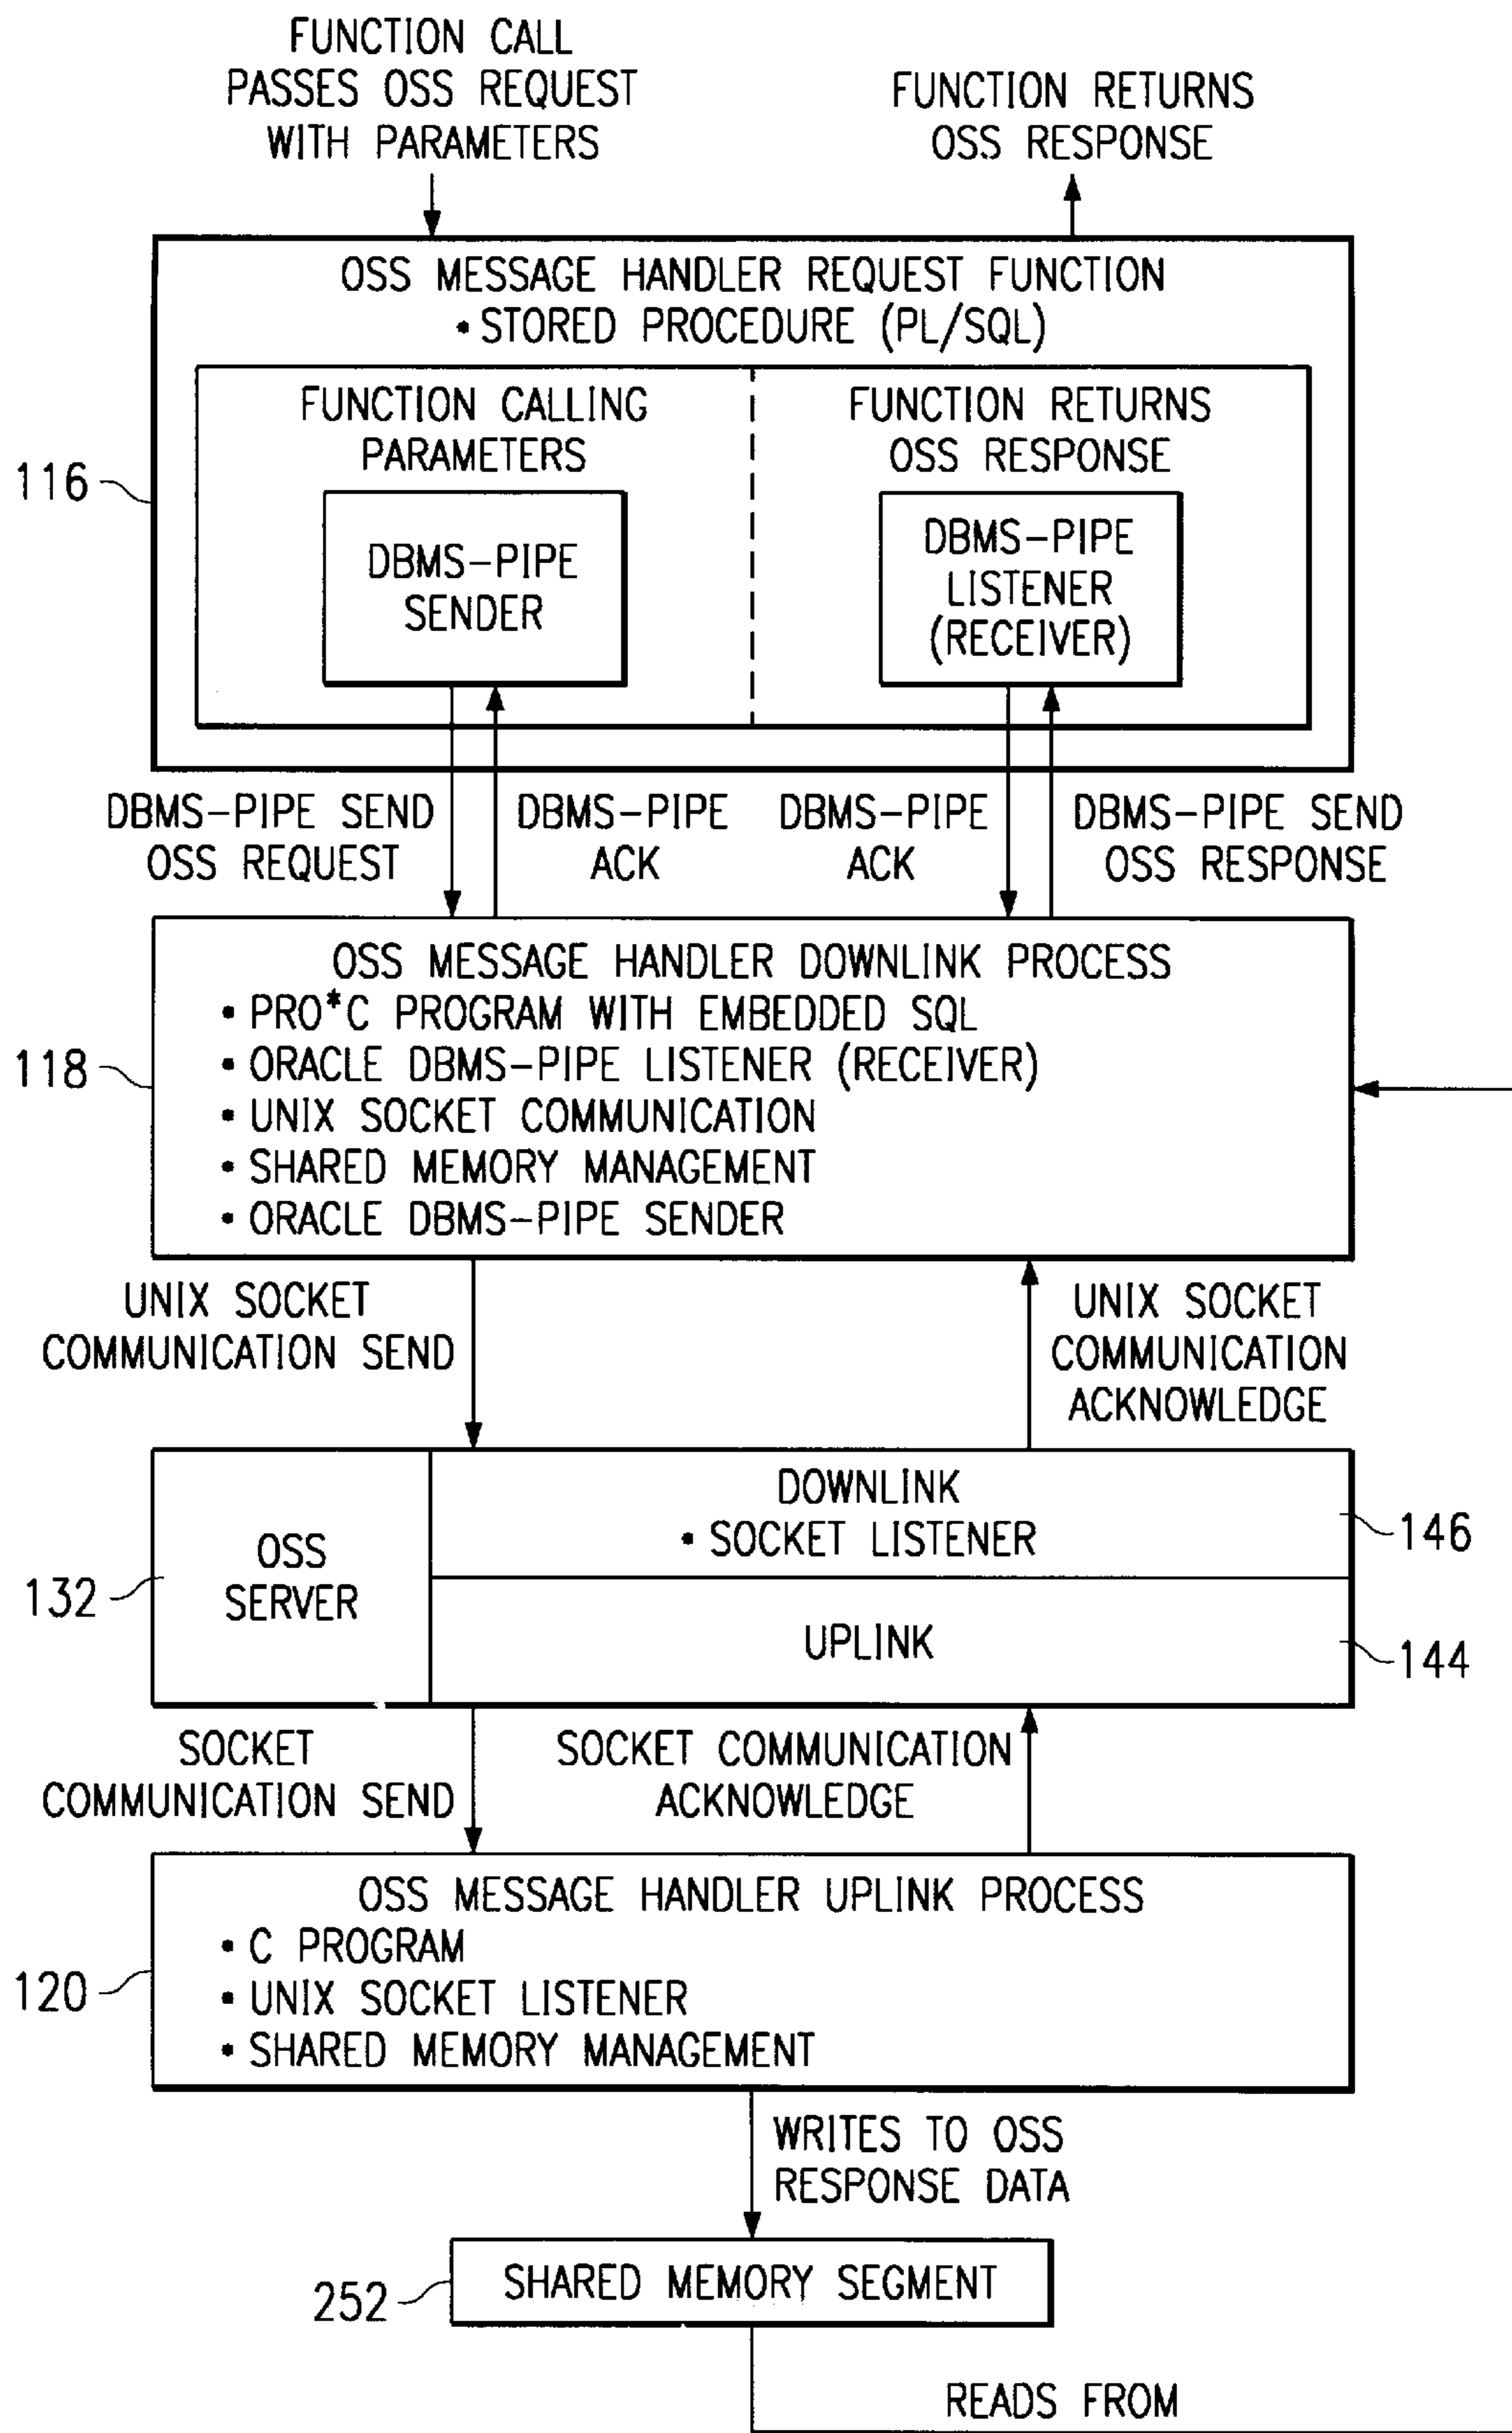 FUNCTION CALL
PASSES OSS REQUEST
WITH PARAMETERS
FUNCTION RETURNS
OSS RESPONSE
OSS MESSAGE HANDLER REQUEST FUNCTION
• STORED PROCEDURE (PL/SQL)
FUNCTION CALLING
PARAMETERS
FUNCTION RETURNS
OSS RESPONSE
116
DBMS-PIPE
SENDER
DBMS-PIPE
LISTENER
(RECEIVER)
DBMS-PIPE SEND
OSS REQUEST
DBMS-PIPE
ACK
DBMS-PIPE
ACK
DBMS-PIPE SEND
OSS RESPONSE
OSS MESSAGE HANDLER DOWNLINK PROCESS
• PRO*C PROGRAM WITH EMBEDDED SQL
• ORACLE DBMS-PIPE LISTENER (RECEIVER)
• UNIX SOCKET COMMUNICATION
• SHARED MEMORY MANAGEMENT
• ORACLE DBMS-PIPE SENDER
118
UNIX SOCKET
COMMUNICATION SEND
UNIX SOCKET
COMMUNICATION
ACKNOWLEDGE
OSS
SERVER
132
DOWNLINK
• SOCKET LISTENER
146
UPLINK
144
SOCKET
COMMUNICATION SEND
SOCKET COMMUNICATION
ACKNOWLEDGE
OSS MESSAGE HANDLER UPLINK PROCESS
• C PROGRAM
• UNIX SOCKET LISTENER
• SHARED MEMORY MANAGEMENT
120
WRITES TO OSS
RESPONSE DATA
SHARED MEMORY SEGMENT
252
READS FROM